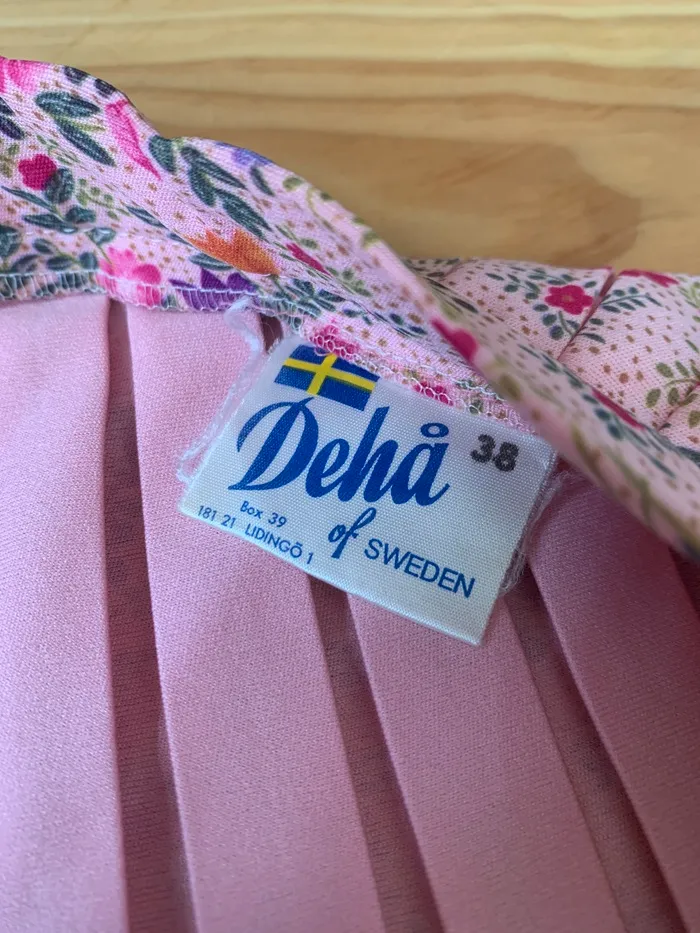 Dehå 38
of SWEDEN
Box 39
181 21 LIDINGÖ 1